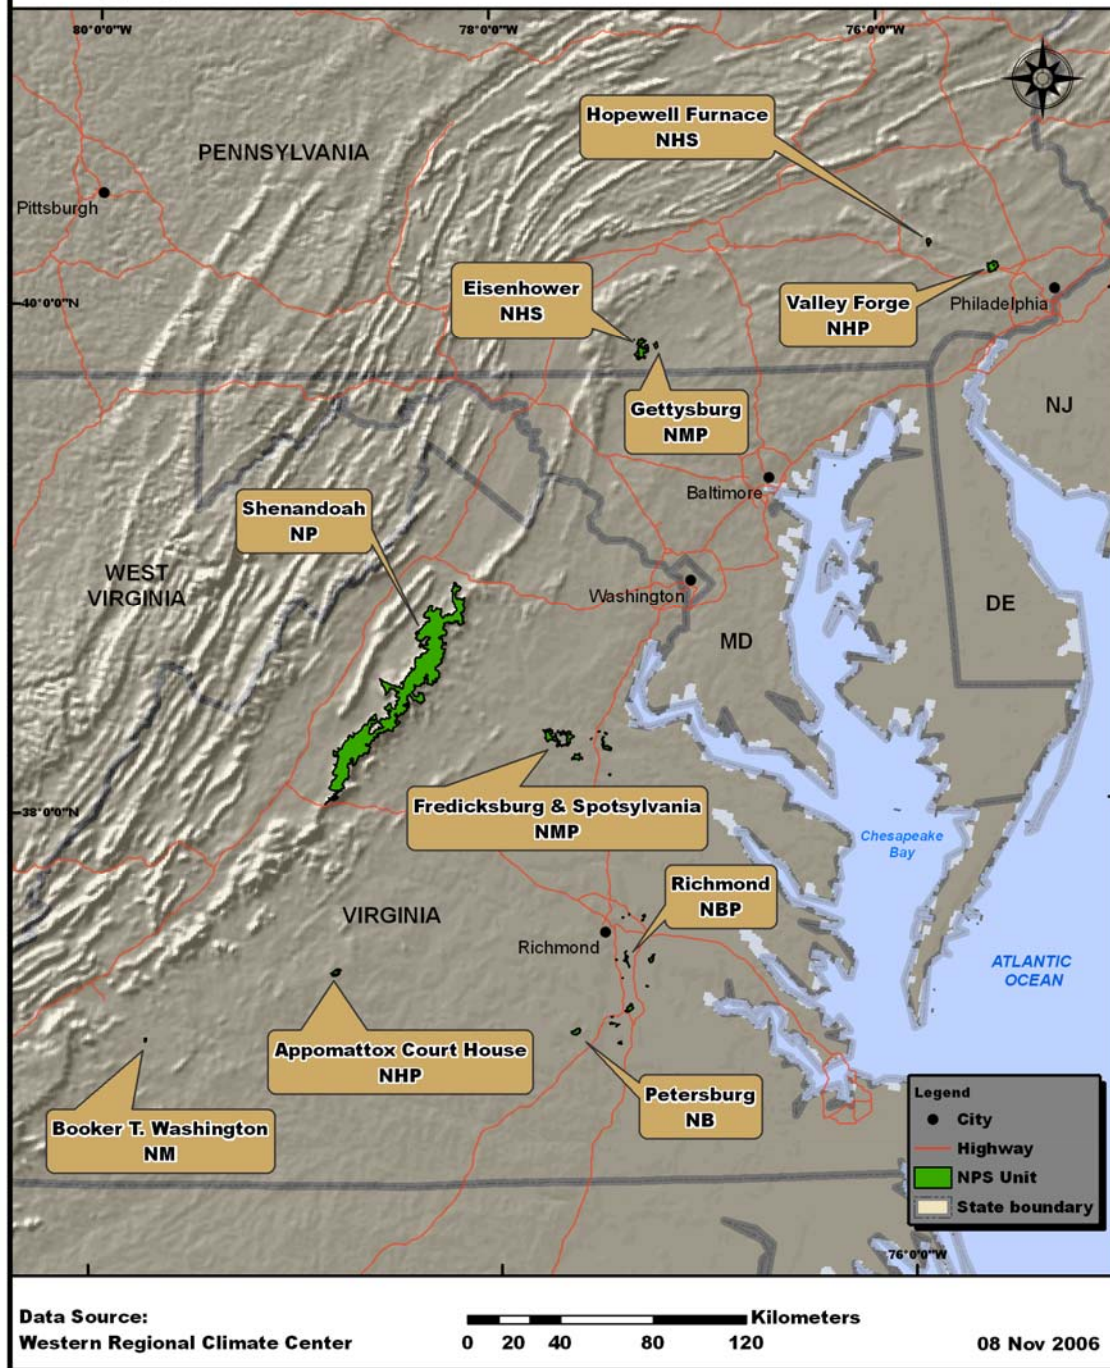 80°0'0"W
78°0'0"W
76°0'0"W
Hopewell Furnace
NHS
PENNSYLVANIA
Pittsburgh
Eisenhower
NHS
Valley Forge
NHP
Philadelphia
40°0'0"N
Gettysburg
NMP
NJ
Baltimore
Shenandoah
NP
WEST
VIRGINIA
Washington
DE
MD
Fredicksburg & Spotsylvania
NMP
38°0'0"N
Chesapeake
Bay
Richmond
NBP
VIRGINIA
Richmond
ATLANTIC
OCEAN
Appomattox Court House
NHP
Petersburg
NB
Booker T. Washington
NM
Legend
City
Highway
NPS Unit
State boundary
76°0'0"W
Data Source:
Western Regional Climate Center
Kilometers
0 20 40 80 120
08 Nov 2006